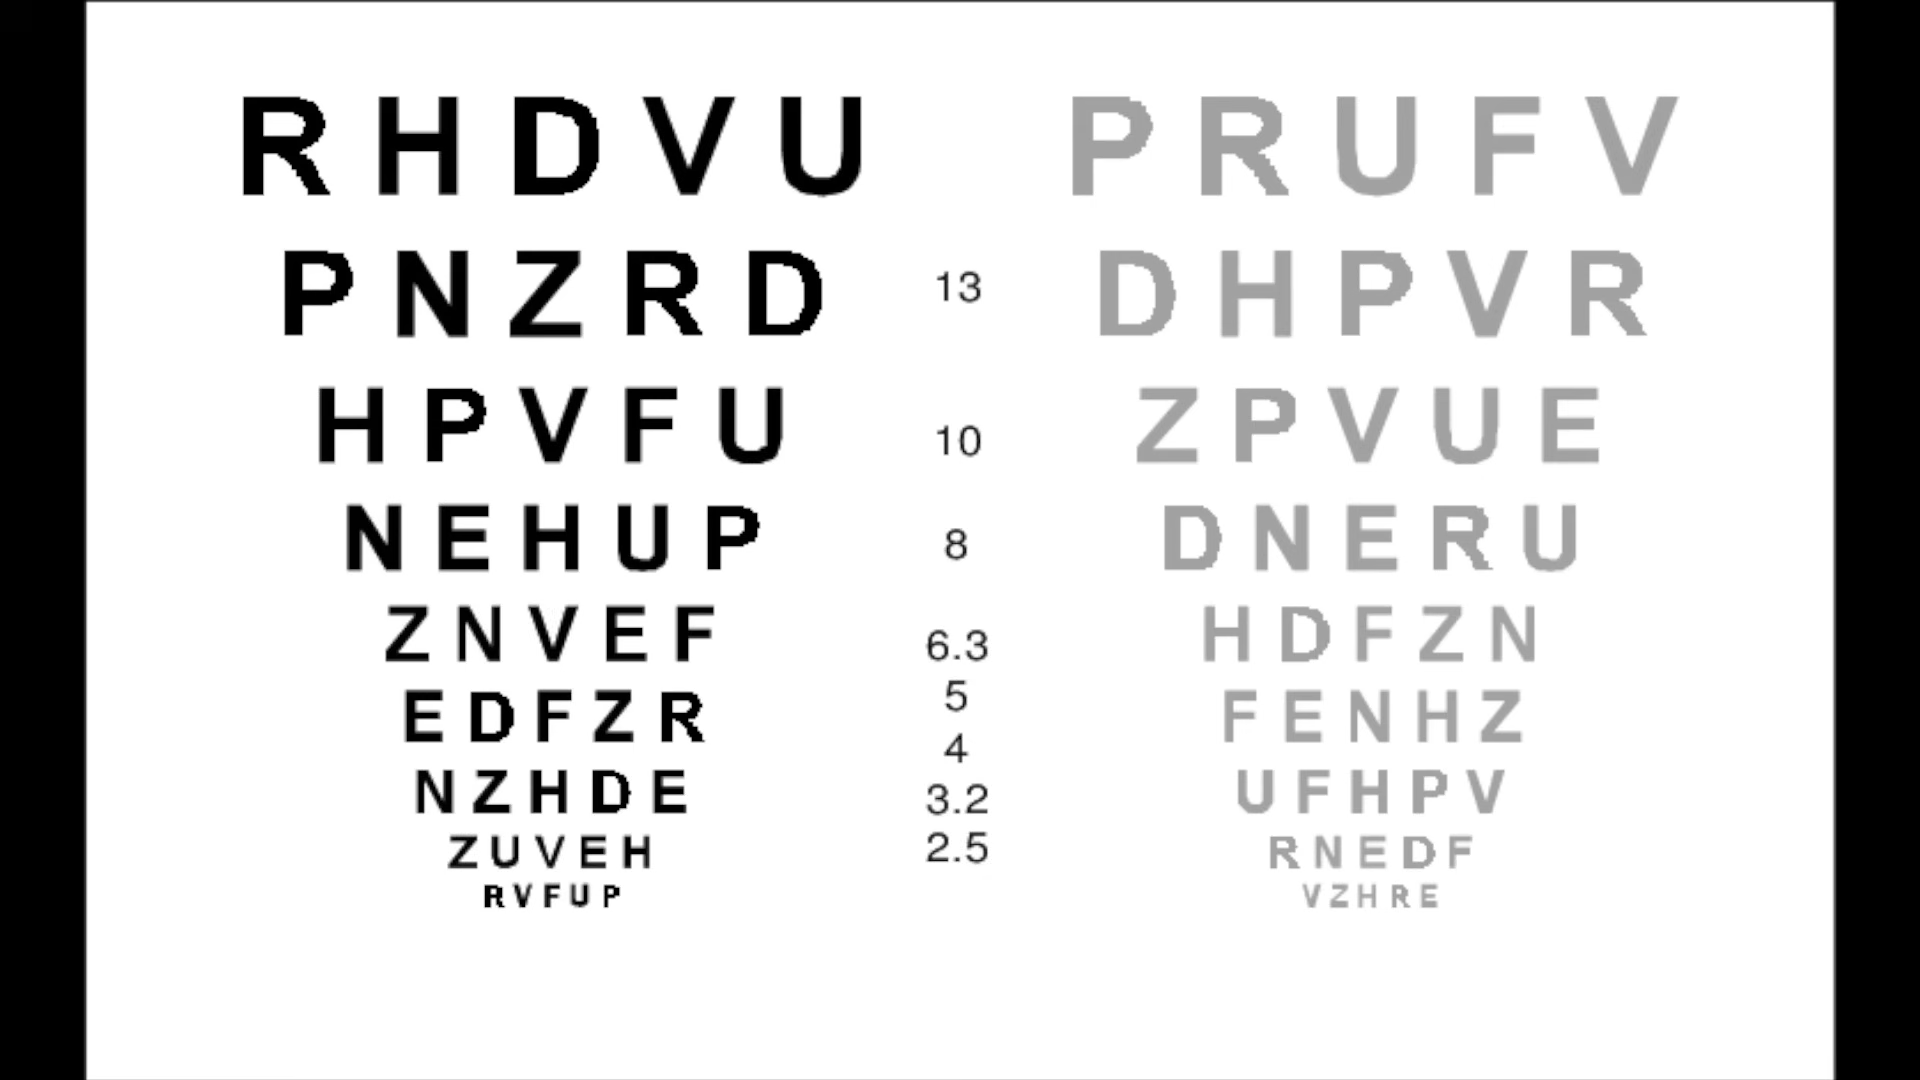 R H D V U P R U F V
P N Z R D 13 D H P V R
H P V F U 10 Z P V U E
N E H U P 8 D N E R U
Z N V E F 6.3 H D F Z N
5
E D F Z R F E N H Z
4
N Z H D E 3.2 U F H P V
Z U V E H 2.5 R N E D F
R V F U P V Z H R E